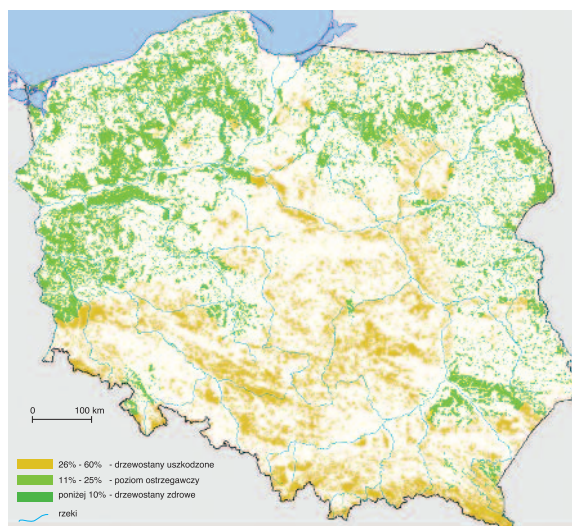 0 100 km
26% - 60% - drzewostany uszkodzone
11% - 25% - poziom ostrzegawczy
poniżej 10% - drzewostany zdrowe
rzeki